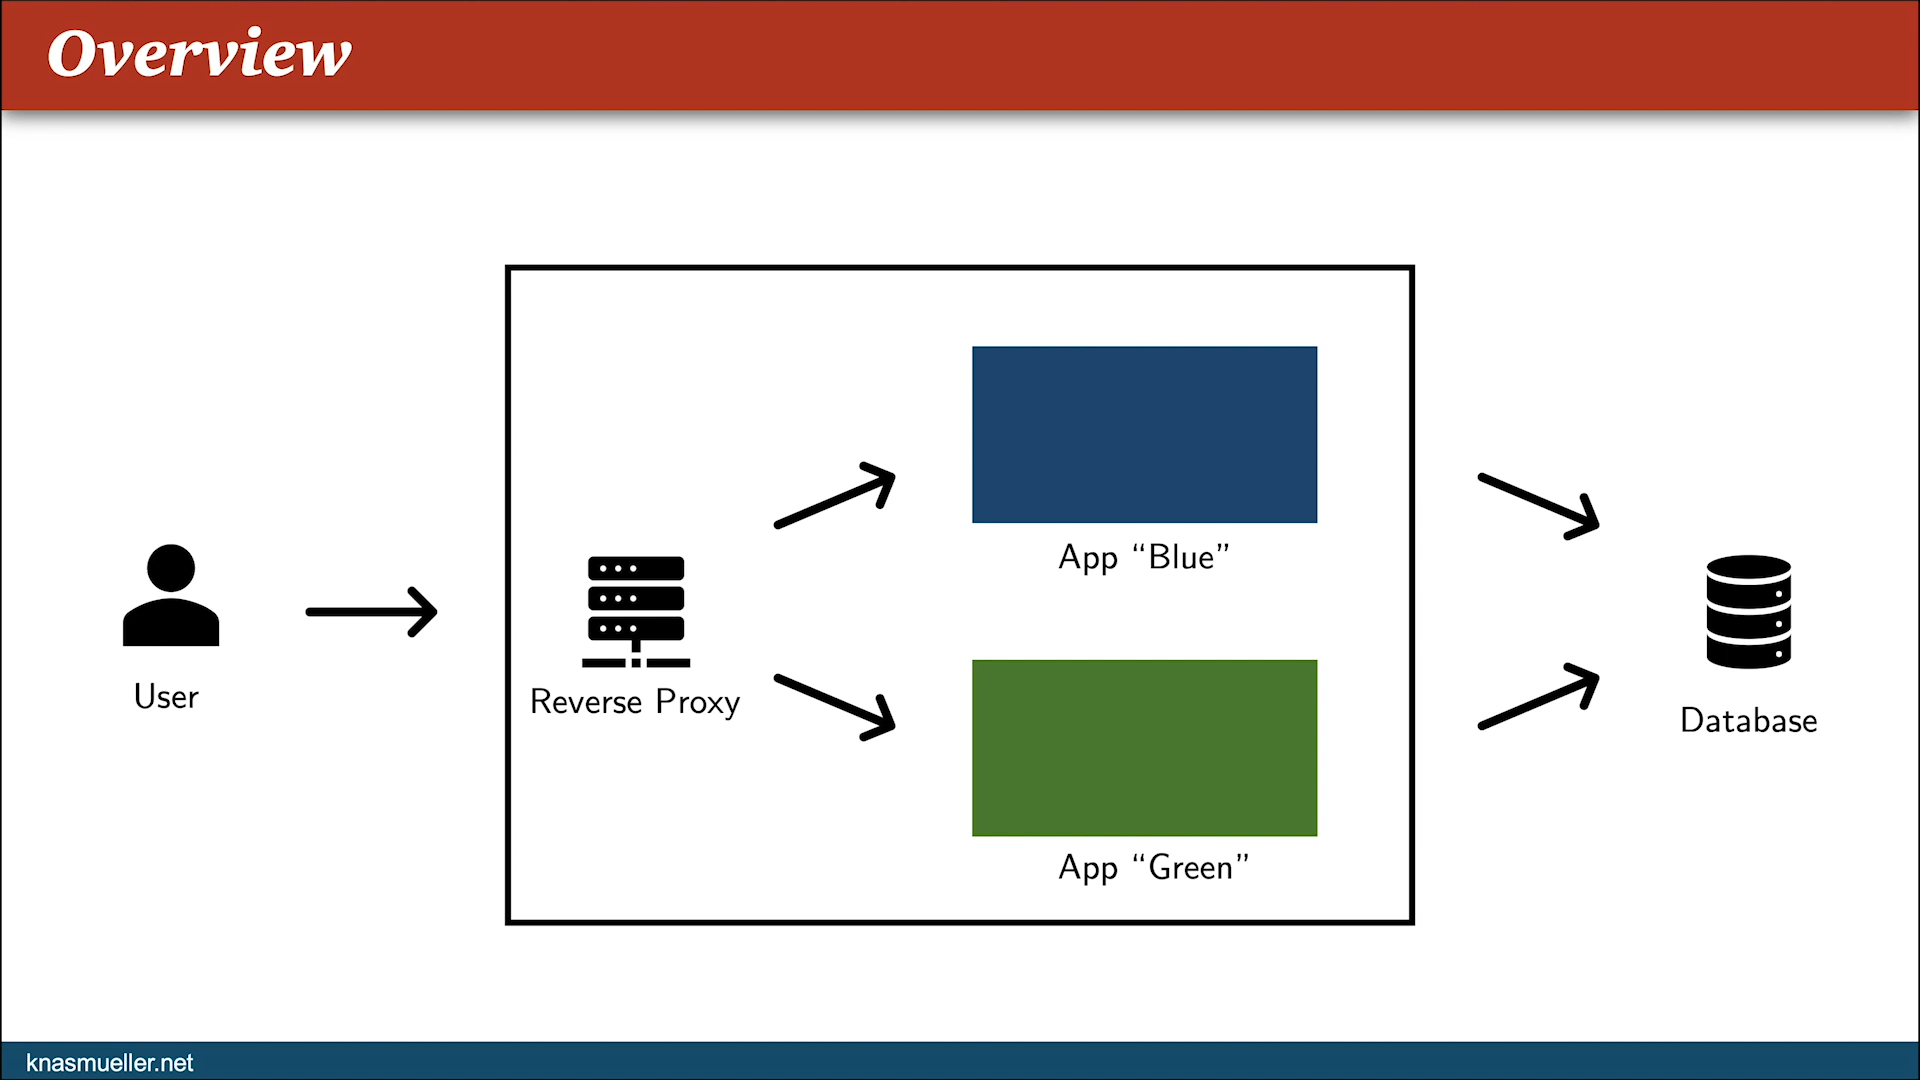 Overview
App “Blue”
User
Reverse Proxy
Database
App “Green”
knasmueller.net